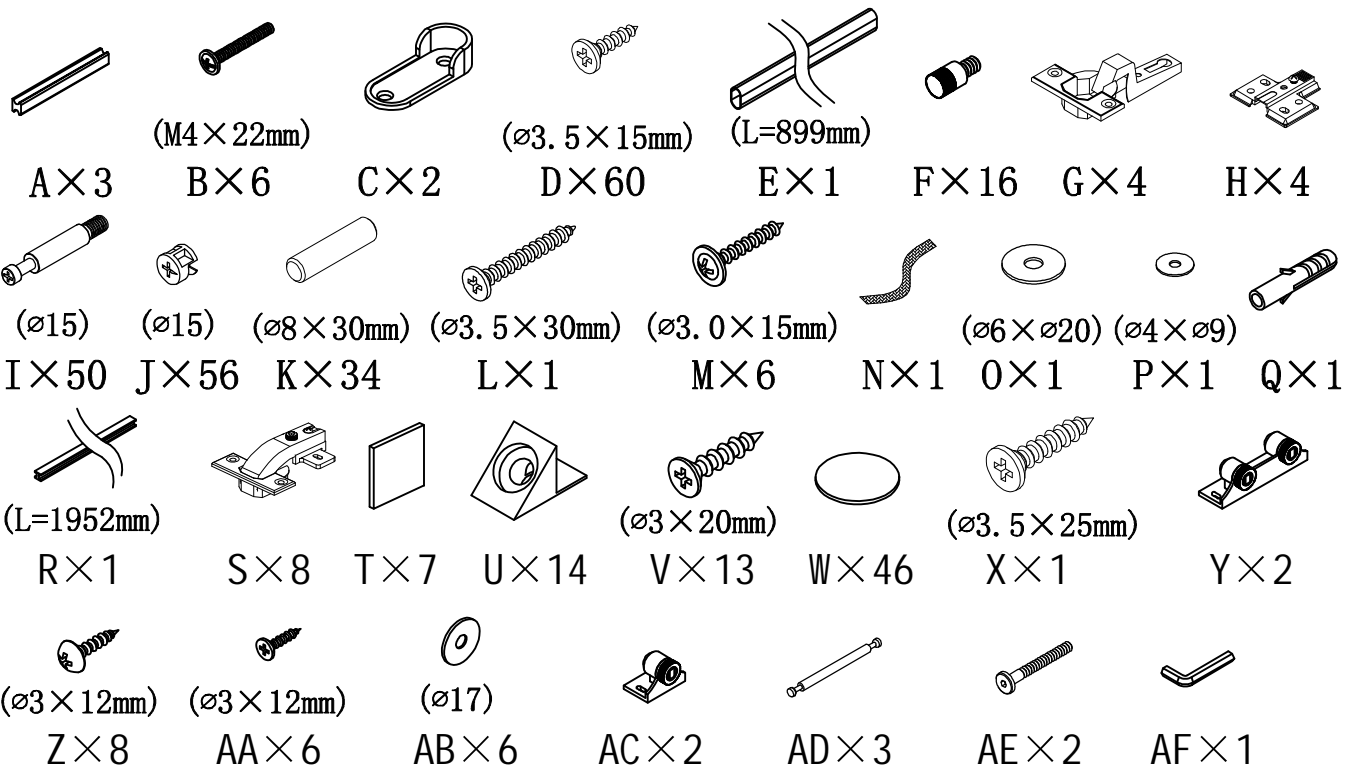 (M4×22mm) (⌀3.5×15mm) (L=899mm)
A×3 B×6 C×2 D×60 E×1 F×16 G×4 H×4
(⌀15) (⌀15) (⌀8×30mm) (⌀3.5×30mm) (⌀3.0×15mm) (⌀6×⌀20) (⌀4×⌀9)
I×50 J×56 K×34 L×1 M×6 N×1 O×1 P×1 Q×1
(L=1952mm) (⌀3×20mm) (⌀3.5×25mm)
R×1 S×8 T×7 U×14 V×13 W×46 X×1 Y×2
(⌀3×12mm) (⌀3×12mm) (⌀17)
Z×8 AA×6 AB×6 AC×2 AD×3 AE×2 AF×1